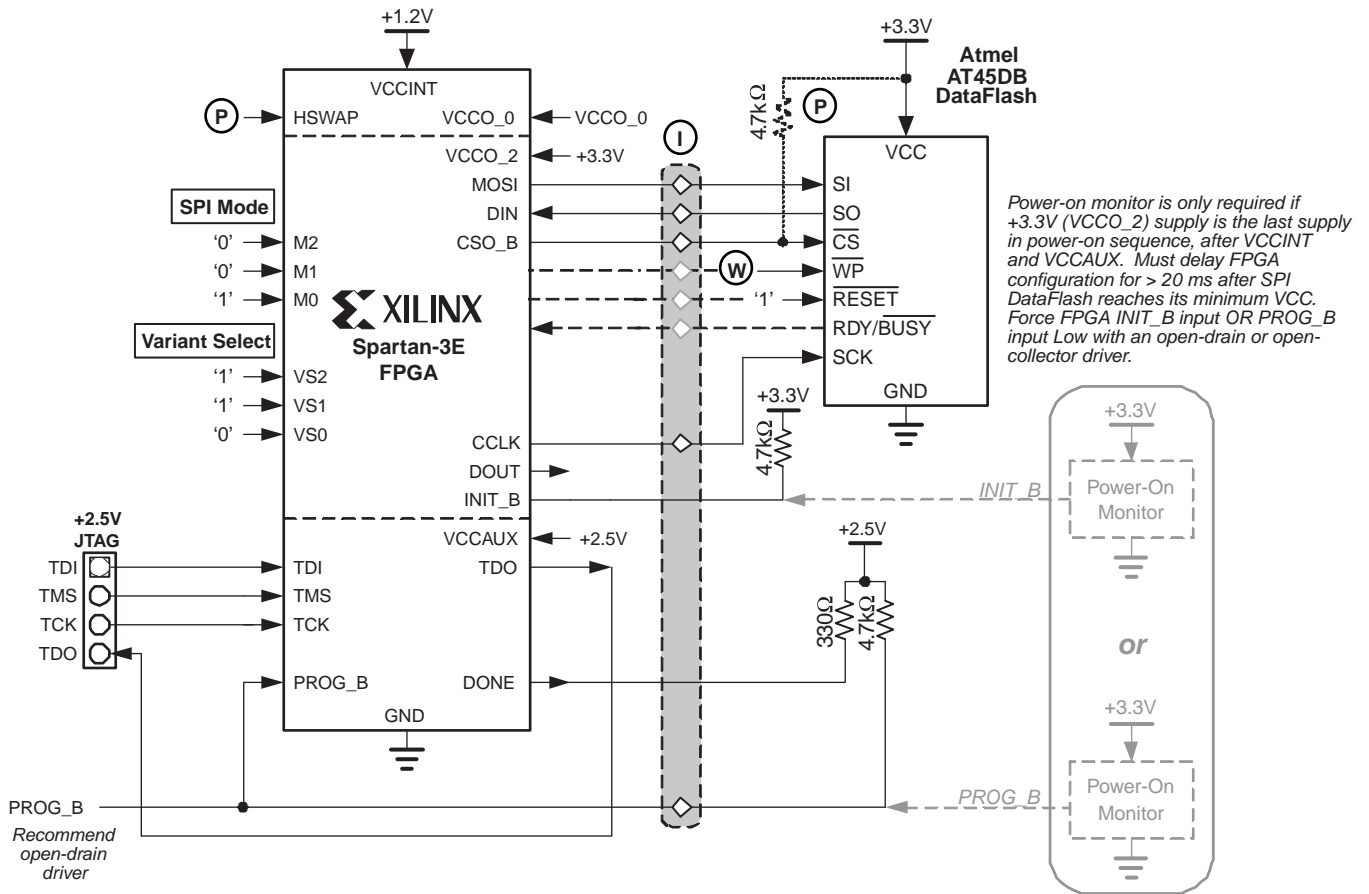 +1.2V
+3.3V
Atmel
AT45DB
DataFlash
VCCINT
P
HSWAP
VCCO_0
VCCO_0
I
4.7kΩ
P
VCC
VCCO_2
+3.3V
MOSI
SI
SPI Mode
DIN
SO
Power-on monitor is only required if
+3.3V (VCCO_2) supply is the last supply
in power-on sequence, after VCCINT
and VCCAUX. Must delay FPGA
configuration for > 20 ms after SPI
DataFlash reaches its minimum VCC.
Force FPGA INIT_B input OR PROG_B
input Low with an open-drain or open-
collector driver.
'0'
M2
CSO_B
CS
'0'
M1
W
WP
'1'
M0
XILINX
'1'
RESET
Variant Select
Spartan-3E
FPGA
RDY/BUSY
SCK
'1'
VS2
'1'
VS1
'0'
VS0
GND
+3.3V
4.7kΩ
CCLK
DOUT
INIT_B
INIT_B
+3.3V
Power-On
Monitor
+2.5V
JTAG
VCCAUX
+2.5V
+2.5V
TDI
TDI
TDO
TMS
TMS
TCK
TCK
TDO
330Ω
4.7kΩ
or
PROG_B
DONE
GND
+3.3V
Power-On
Monitor
PROG_B
PROG_B
Recommend
open-drain
driver